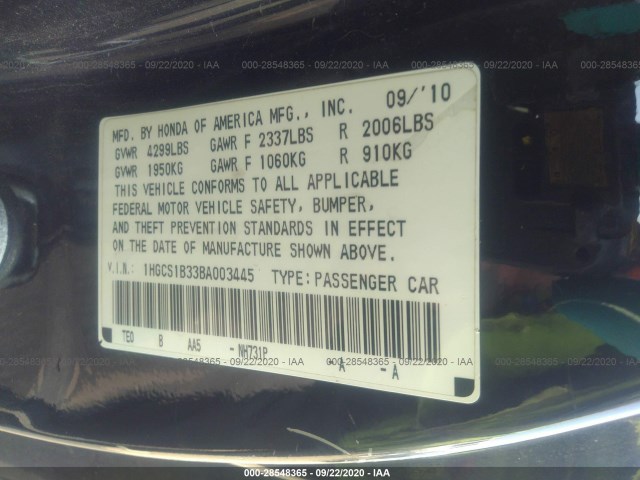 000-28548365 - 09/22/2020 - IAA 000-28548365 - 09/22/2020 - IAA
MFD. BY HONDA OF AMERICA MFG., INC. 09/'10
GVWR 4299LBS GAWR F 2337LBS R 2006LBS
GVWR 1950KG GAWR F 1060KG R 910KG
THIS VEHICLE CONFORMS TO ALL APPLICABLE
FEDERAL MOTOR VEHICLE SAFETY, BUMPER,
AND THEFT PREVENTION STANDARDS IN EFFECT
ON THE DATE OF MANUFACTURE SHOWN ABOVE.
V.I.N.: 1HGCS1B33BA003445 TYPE: PASSENGER CAR
TE0 B AA5 - NH731P -A - A
000-28548365 - 09/22/2020 - IAA 000-28548365 - 09/22/2020 - IAA
000-28548365 - 09/22/2020 - IAA